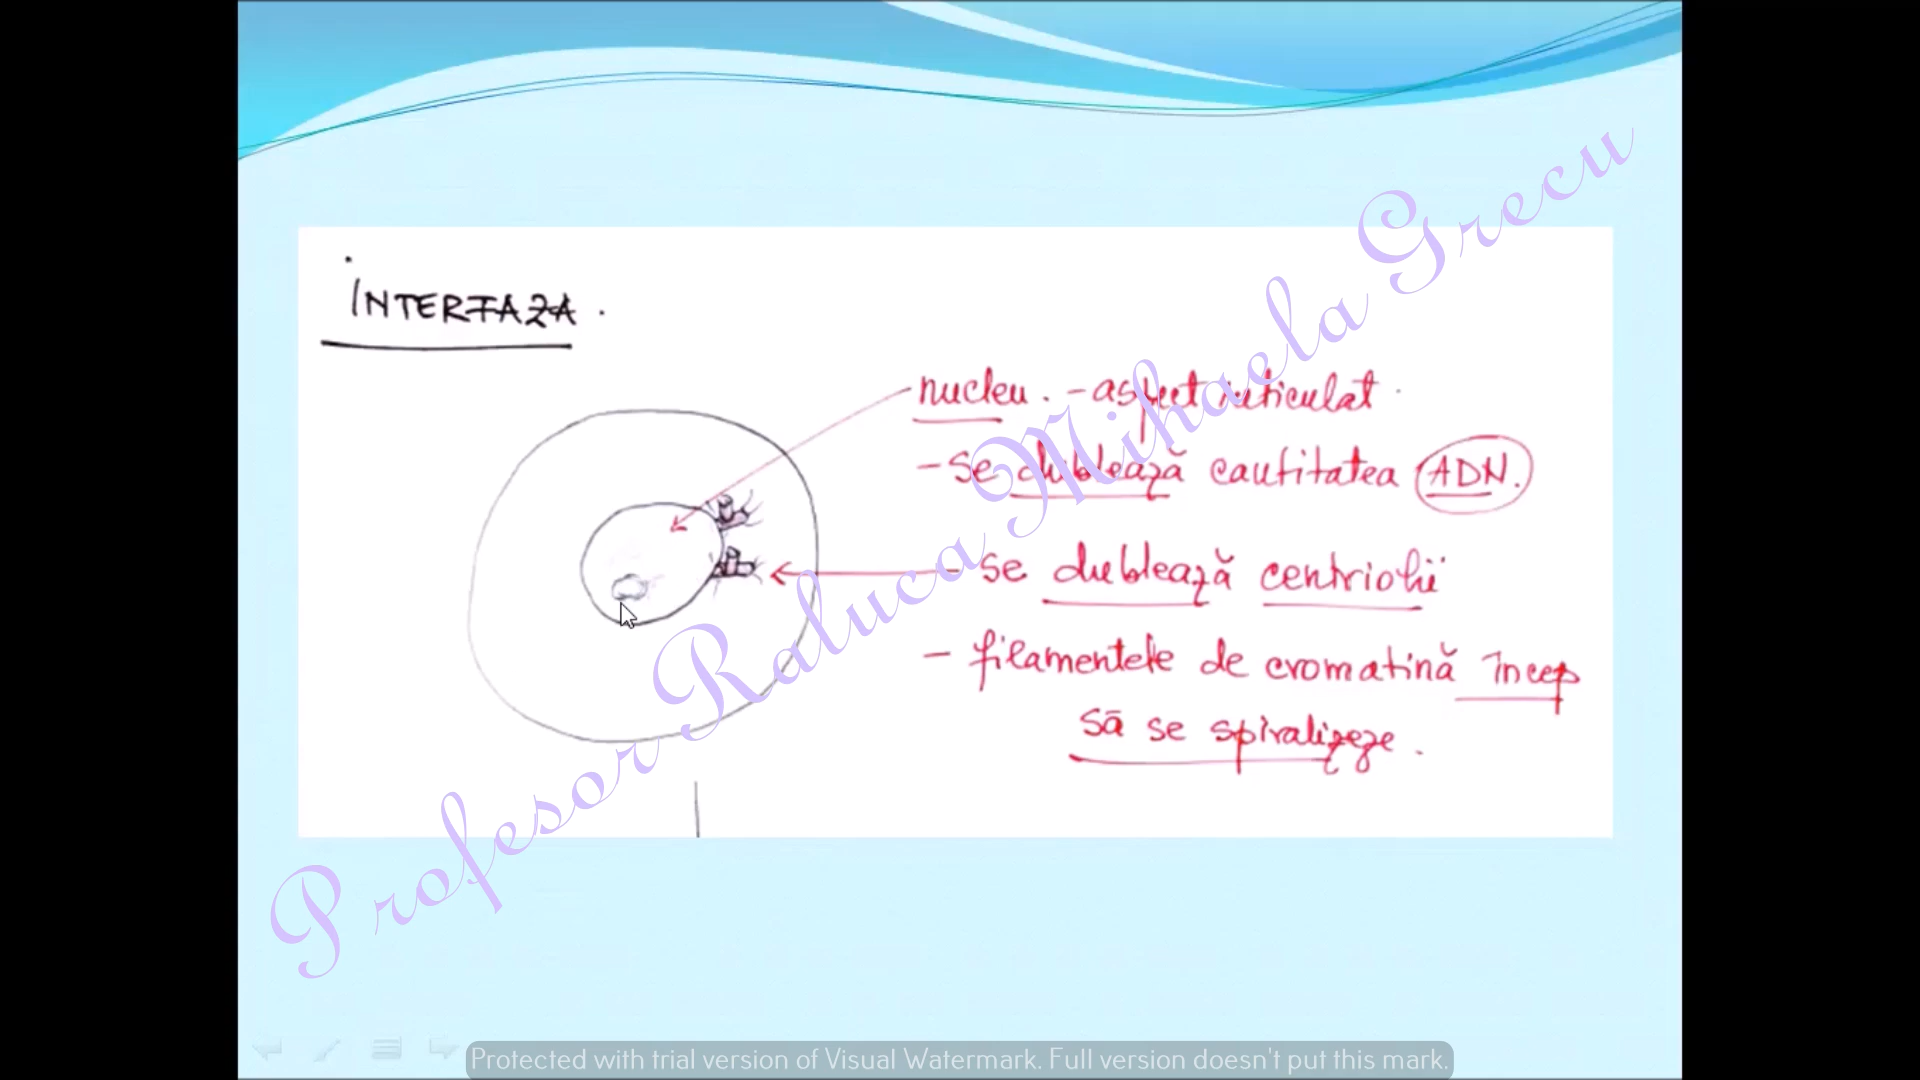 INTERFAZA.
nucleu. - aspect reticulat.
- se dublează cantitatea ADN.
- se dublează centriolii
- filamentele de cromatină încep
să se spiralizeze.
Profesor Raluca Mihaela Grecu
Protected with trial version of Visual Watermark. Full version doesn't put this mark.